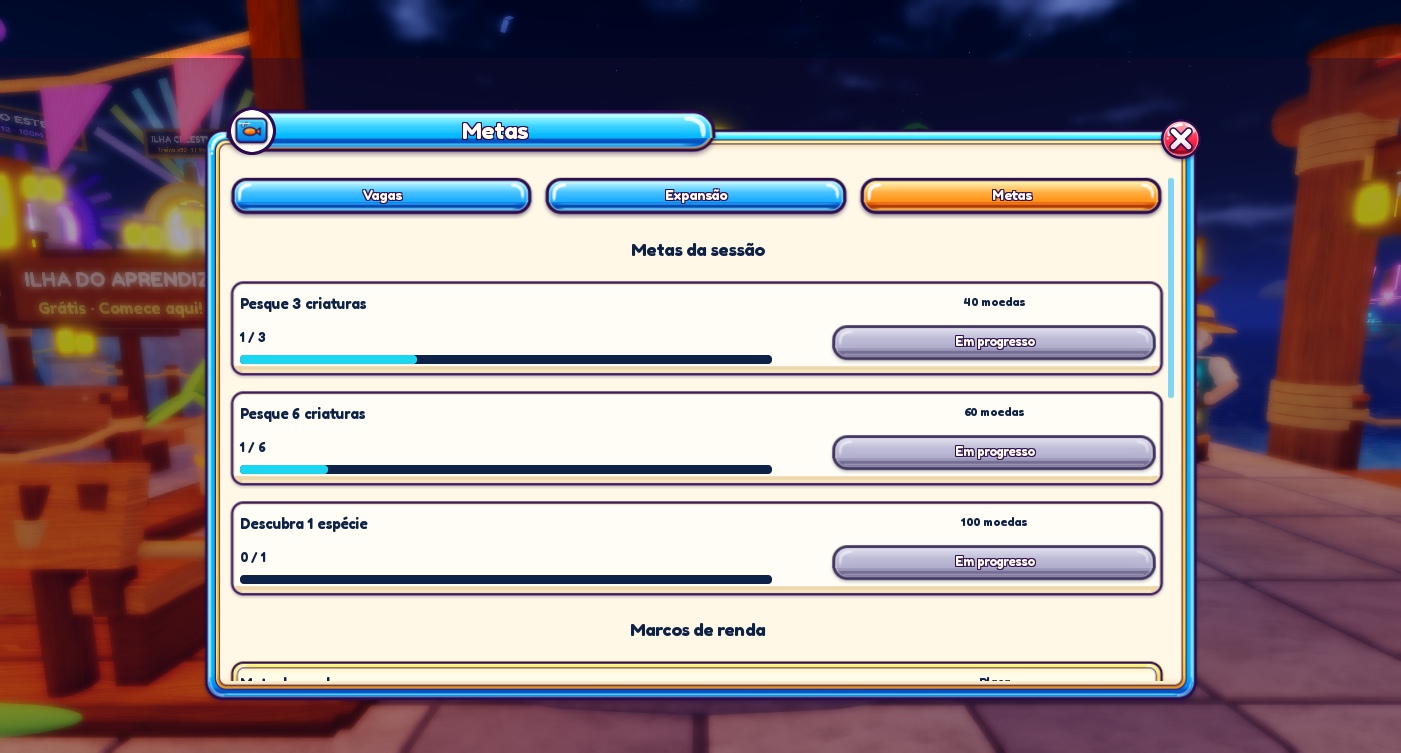 Metas
Vagas
Expansão
Metas
Metas da sessão
Pesque 3 criaturas
40 moedas
1 / 3
Em progresso
Pesque 6 criaturas
60 moedas
1 / 6
Em progresso
Descubra 1 espécie
100 moedas
0 / 1
Em progresso
Marcos de renda
ILHA DO APRENDIZ
Grátis · Comece aqui!